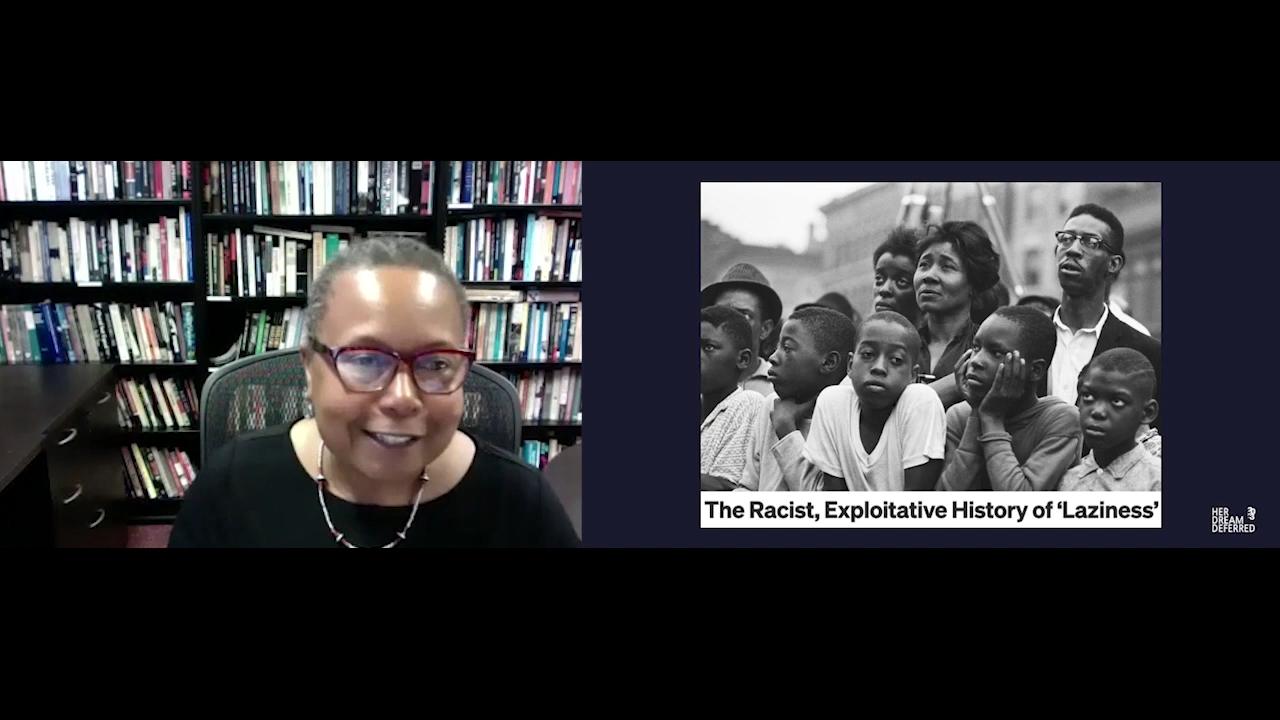 The Racist, Exploitative History of ‘Laziness’
HER
DREAM
DEFERRED